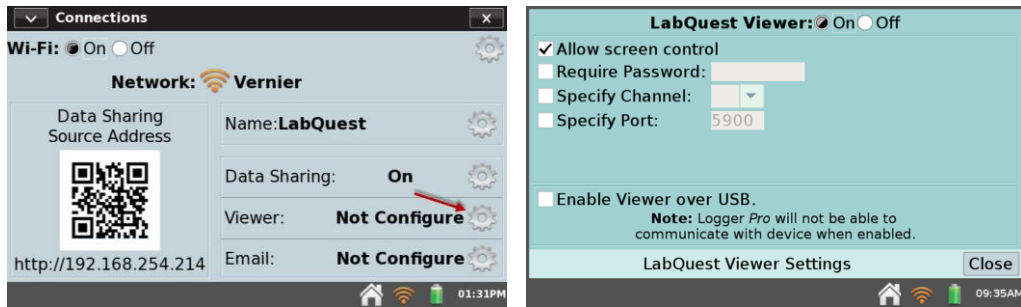 Connections
Wi-Fi: On Off
Network: Vernier
Data Sharing
Source Address
http://192.168.254.214
Name:LabQuest
Data Sharing: On
Viewer: Not Configure
Email: Not Configure
01:31PM
LabQuest Viewer: On Off
Allow screen control
Require Password:
Specify Channel:
Specify Port: 5900
Enable Viewer over USB.
Note: Logger Pro will not be able to
communicate with device when enabled.
LabQuest Viewer Settings Close
09:35AM